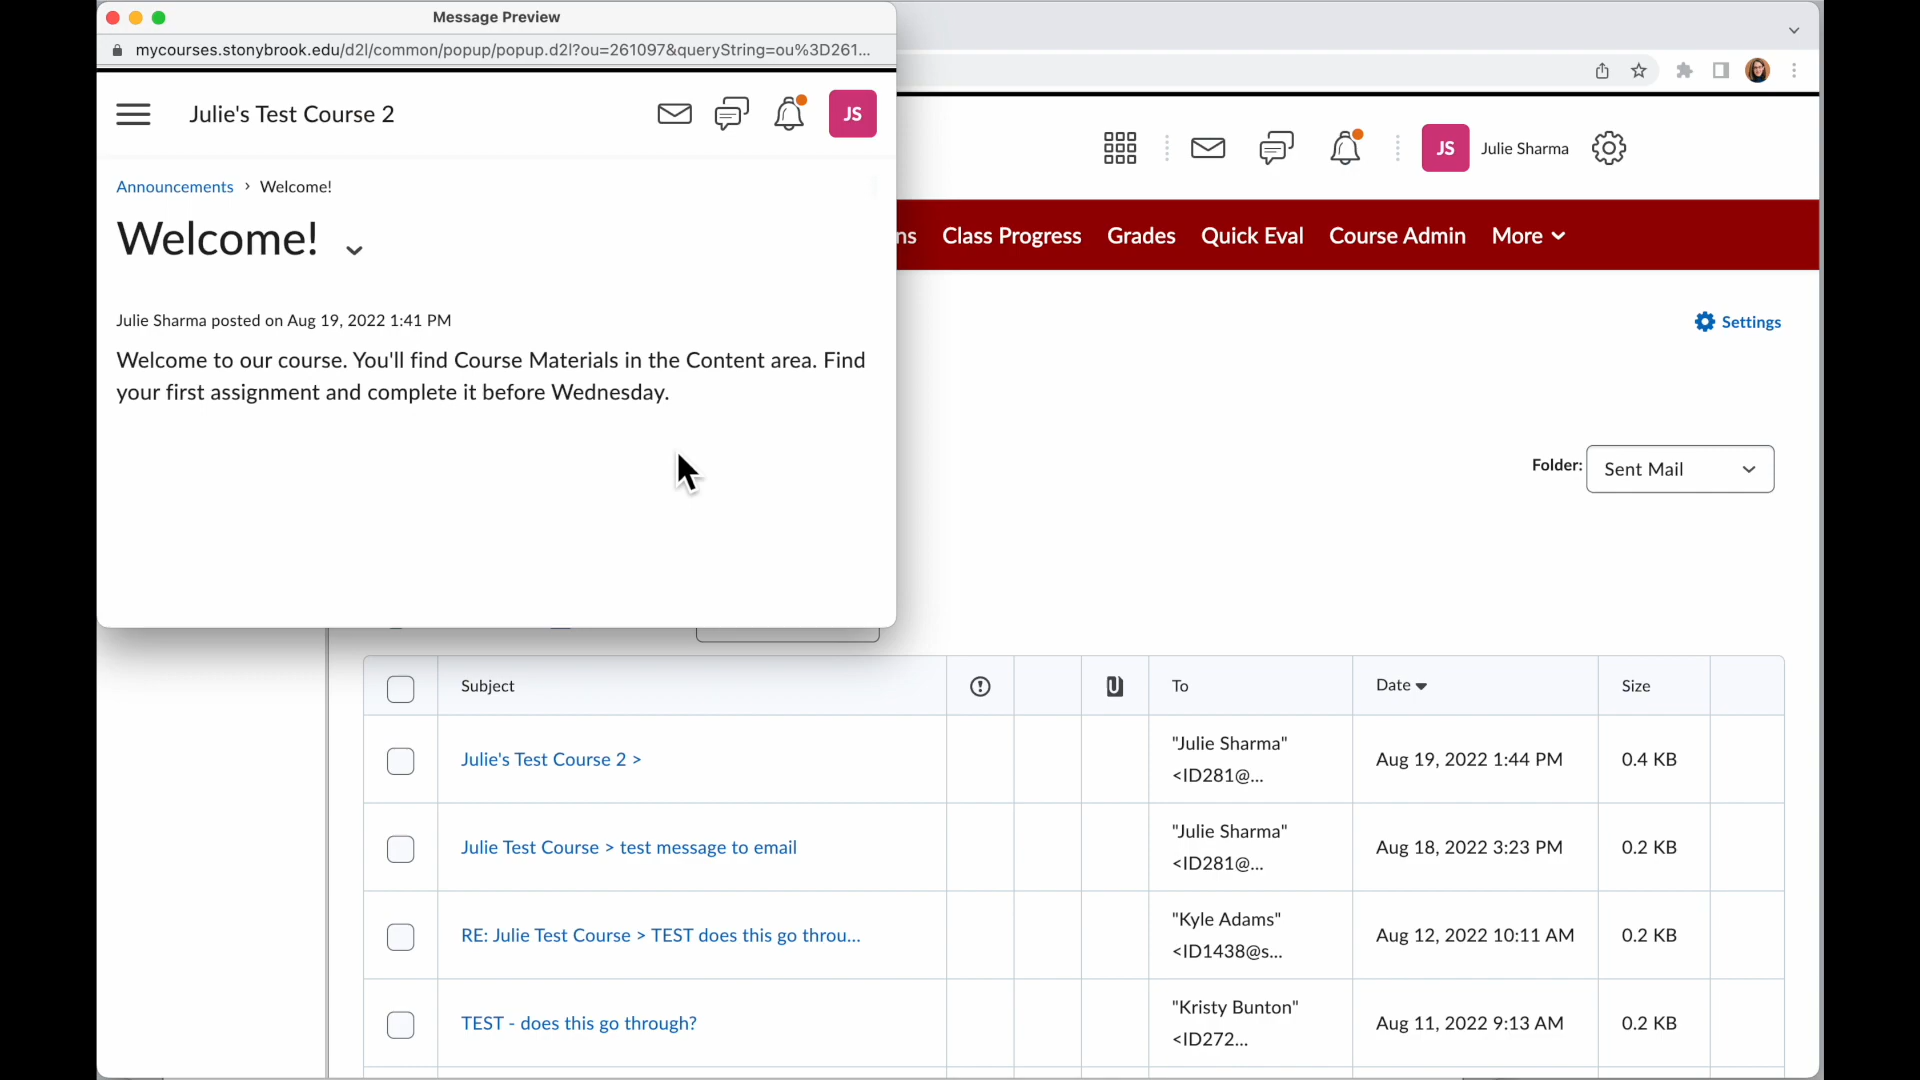 Message Preview
mycourses.stonybrook.edu/d2l/common/popup/popup.d2l?ou=261097&queryString=ou%3D261...
Julie's Test Course 2
JS
JS
Julie Sharma
Announcements › Welcome!
Welcome!
Class Progress
Grades
Quick Eval
Course Admin
More
Julie Sharma posted on Aug 19, 2022 1:41 PM
Settings
Welcome to our course. You'll find Course Materials in the Content area. Find
your first assignment and complete it before Wednesday.
Folder:
Sent Mail
Subject
To
Date
Size
Julie's Test Course 2 >
"Julie Sharma"
<ID281@...
Aug 19, 2022 1:44 PM
0.4 KB
Julie Test Course > test message to email
"Julie Sharma"
<ID281@...
Aug 18, 2022 3:23 PM
0.2 KB
RE: Julie Test Course > TEST does this go throu...
"Kyle Adams"
<ID1438@s...
Aug 12, 2022 10:11 AM
0.2 KB
TEST - does this go through?
"Kristy Bunton"
<ID272...
Aug 11, 2022 9:13 AM
0.2 KB